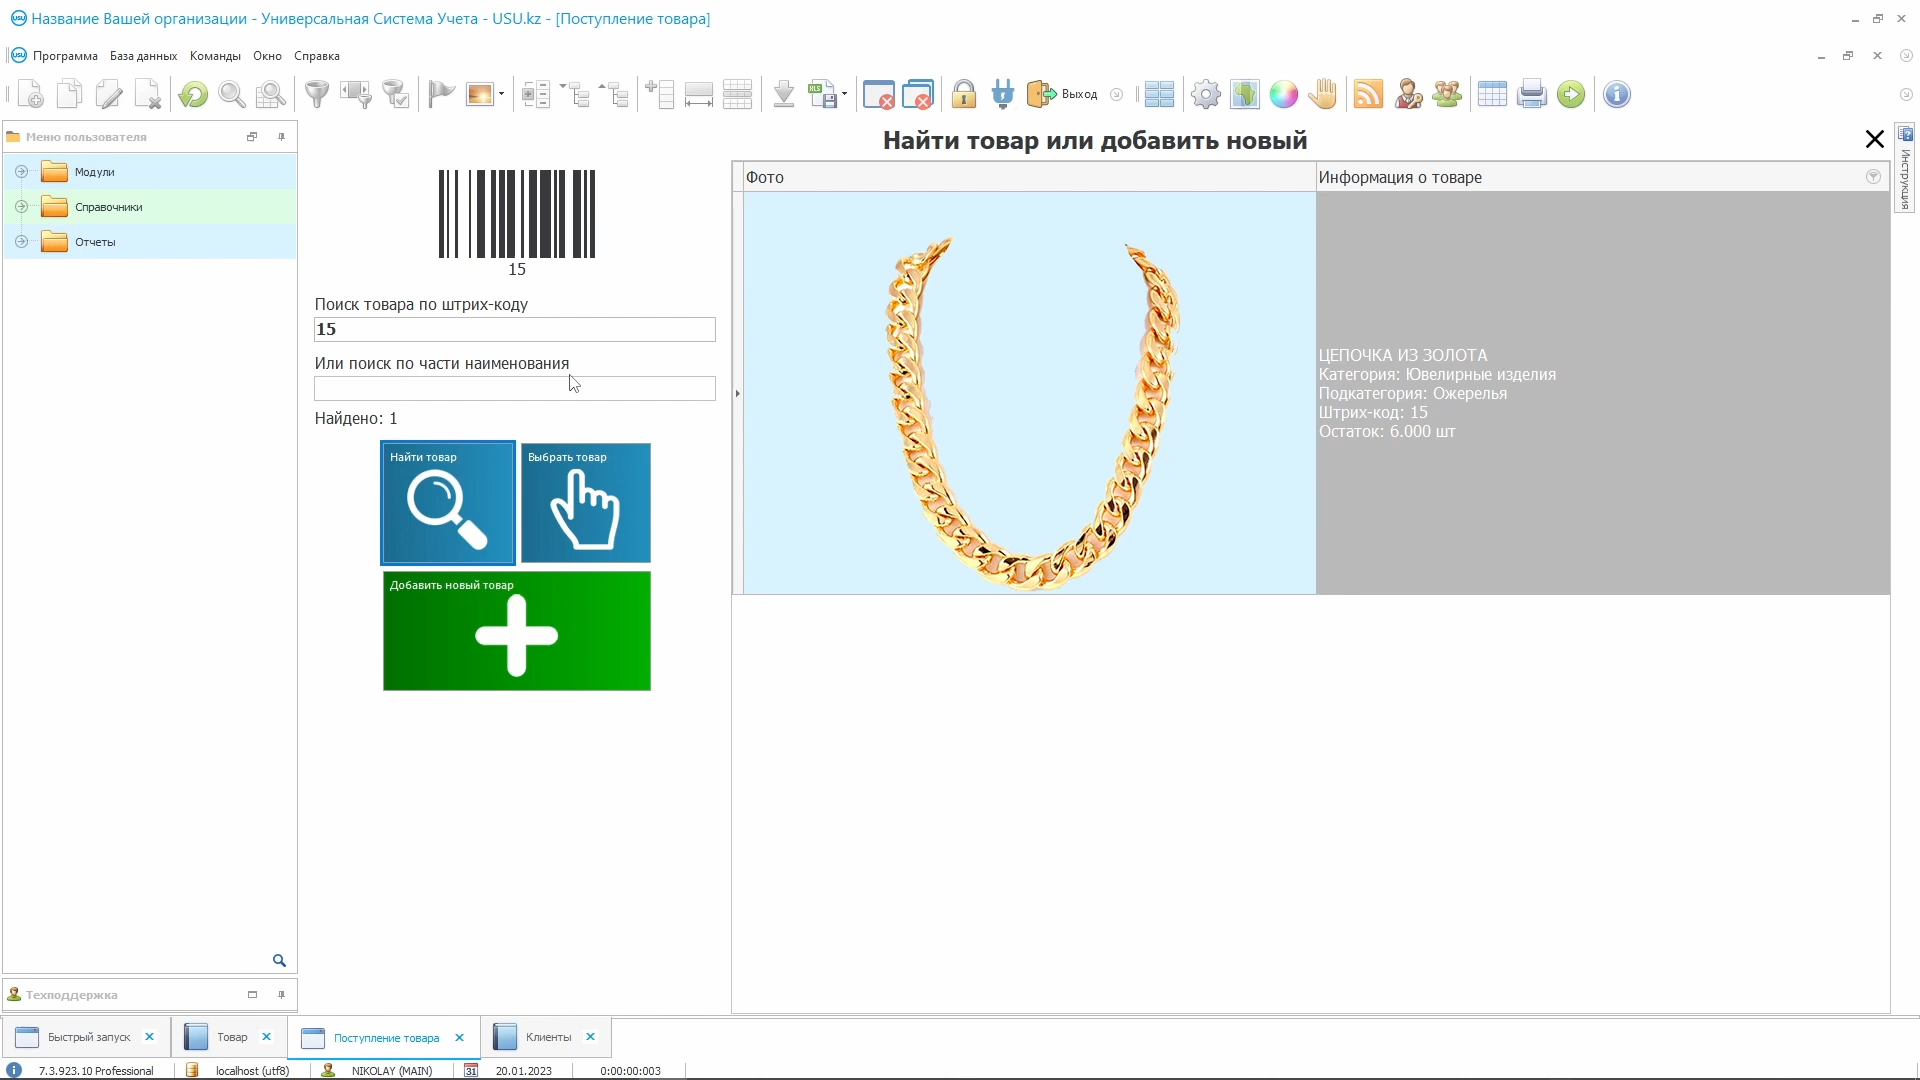 Название Вашей организации - Универсальная Система Учета - USU.kz - [Поступление товара]
Программа База данных Команды Окно Справка
Выход
Меню пользователя
Модули
Справочники
Отчеты
15
Поиск товара по штрих-коду
15
Или поиск по части наименования
Найдено: 1
Найти товар
Выбрать товар
Добавить новый товар
Найти товар или добавить новый
Фото
Информация о товаре
ЦЕПОЧКА ИЗ ЗОЛОТА
Категория: Ювелирные изделия
Подкатегория: Ожерелья
Штрих-код: 15
Остаток: 6.000 шт
Инструкция
Техподдержка
Быстрый запуск
Товар
Поступление товара
Клиенты
7.3.923.10 Professional
localhost (utf8)
NIKOLAY (MAIN)
31
20.01.2023
0:00:00:003